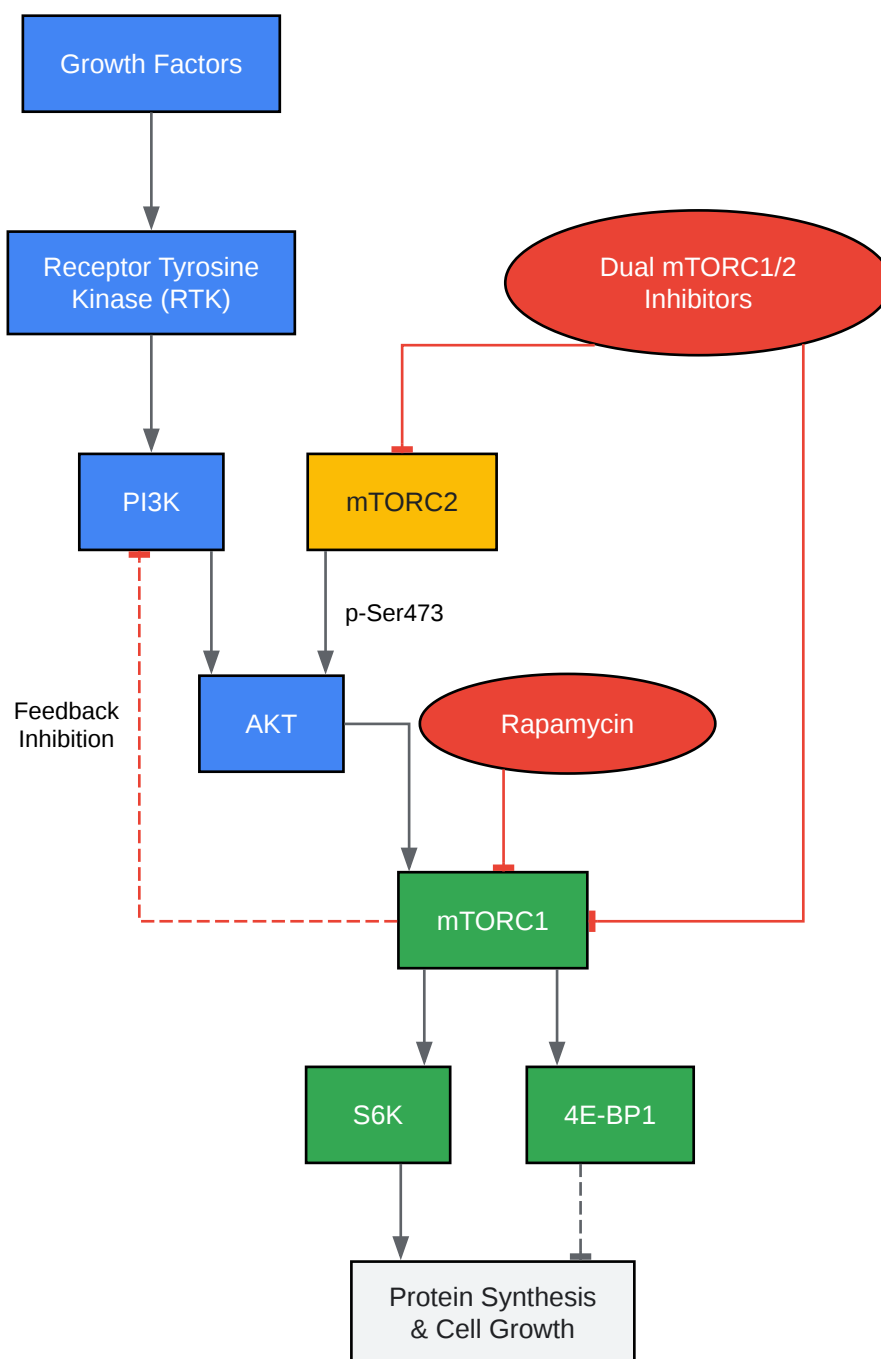 Growth Factors
Receptor Tyrosine
Kinase (RTK)
Dual mTORC1/2
Inhibitors
PI3K
mTORC2
p-Ser473
Feedback
Inhibition
AKT
Rapamycin
mTORC1
S6K
4E-BP1
Protein Synthesis
& Cell Growth